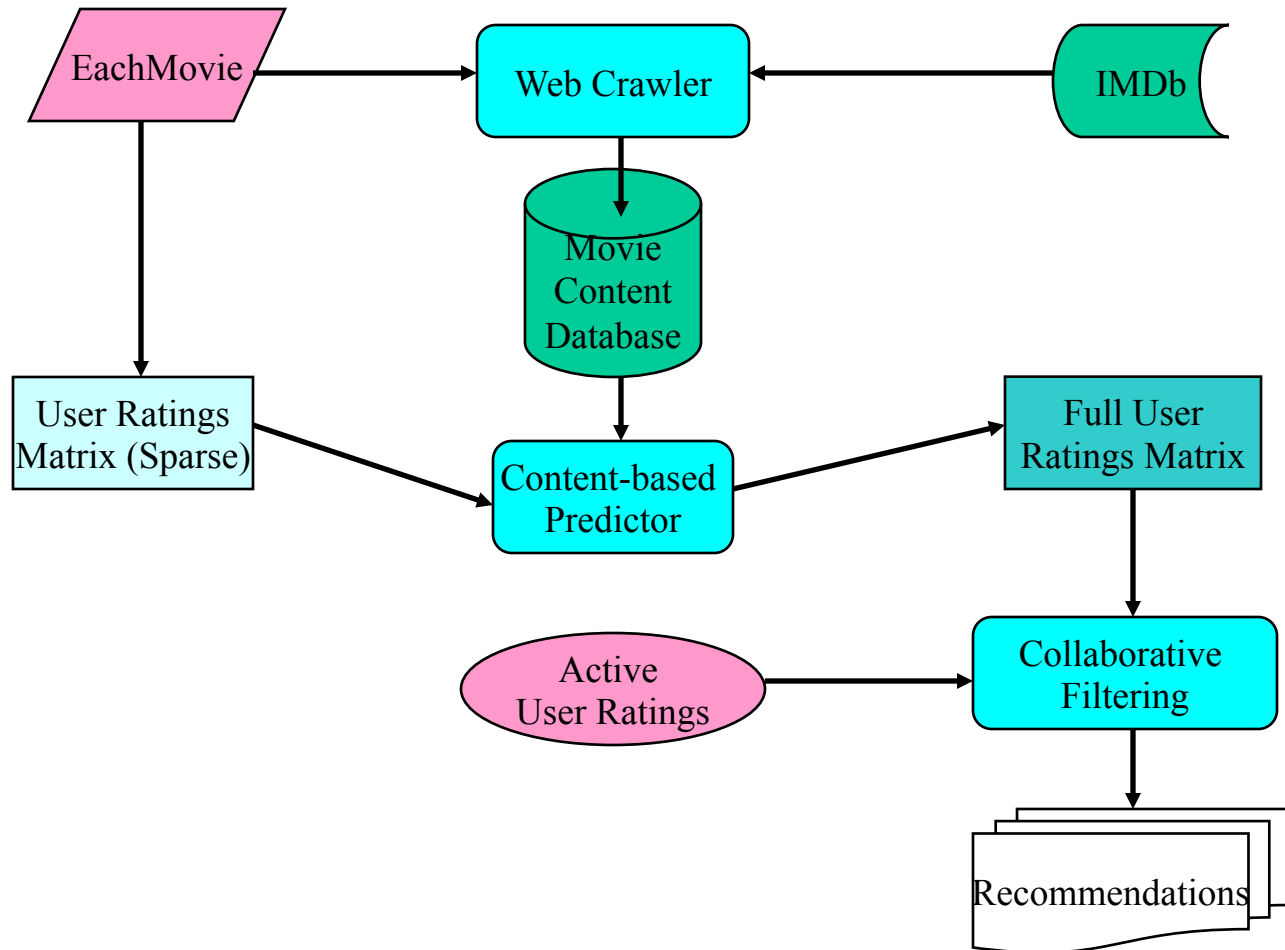 EachMovie
Web Crawler
IMDb
Movie
Content
Database
User Ratings
Matrix (Sparse)
Full User
Ratings Matrix
Content-based
Predictor
Active
User Ratings
Collaborative
Filtering
Recommendations